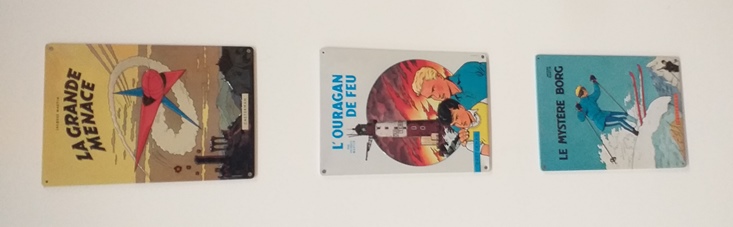 LA GRANDE
MENACE
L'OURAGAN
DE FEU
LE MYSTÈRE BORG